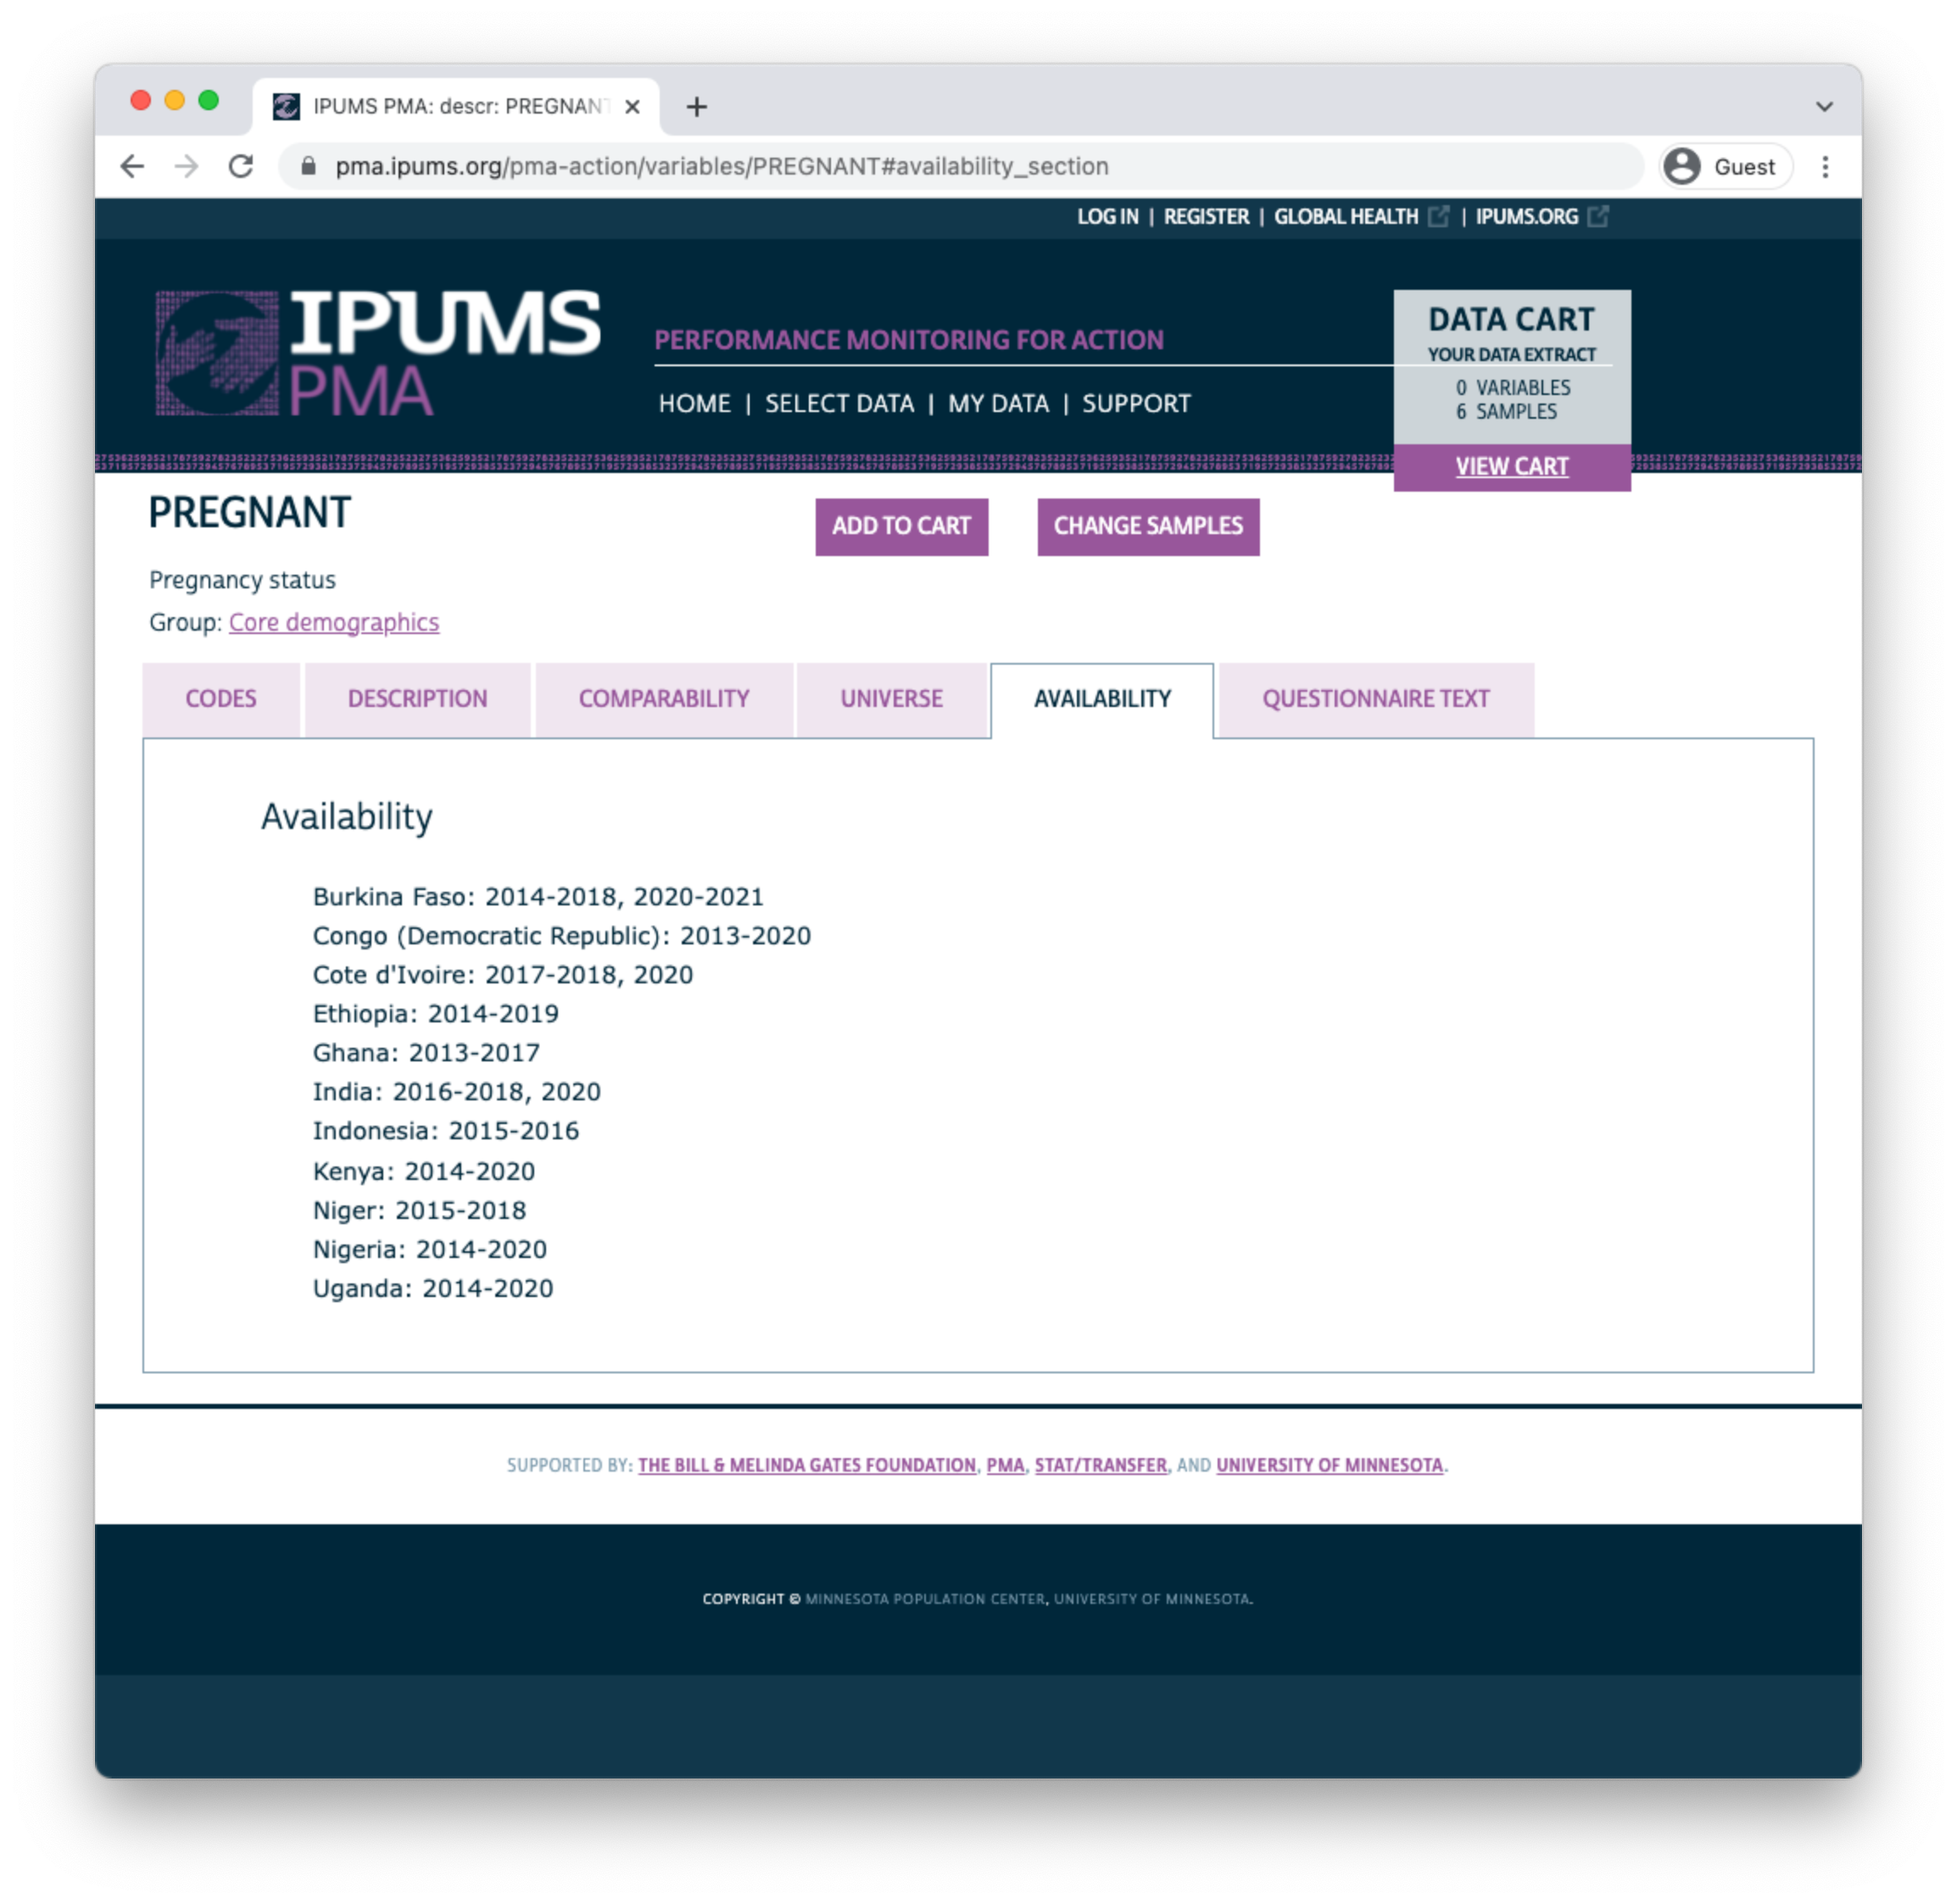 IPUMS PMA: descr: PREGNANT
pma.ipums.org/pma-action/variables/PREGNANT#availability_section
Guest
LOG IN | REGISTER | GLOBAL HEALTH | IPUMS.ORG
IPUMS
PMA
PERFORMANCE MONITORING FOR ACTION
HOME | SELECT DATA | MY DATA | SUPPORT
DATA CART
YOUR DATA EXTRACT
0 VARIABLES
6 SAMPLES
VIEW CART
PREGNANT
ADD TO CART
CHANGE SAMPLES
Pregnancy status
Group: Core demographics
CODES
DESCRIPTION
COMPARABILITY
UNIVERSE
AVAILABILITY
QUESTIONNAIRE TEXT
Availability
Burkina Faso: 2014-2018, 2020-2021
Congo (Democratic Republic): 2013-2020
Cote d'Ivoire: 2017-2018, 2020
Ethiopia: 2014-2019
Ghana: 2013-2017
India: 2016-2018, 2020
Indonesia: 2015-2016
Kenya: 2014-2020
Niger: 2015-2018
Nigeria: 2014-2020
Uganda: 2014-2020
SUPPORTED BY: THE BILL & MELINDA GATES FOUNDATION, PMA, STAT/TRANSFER, AND UNIVERSITY OF MINNESOTA.
COPYRIGHT © MINNESOTA POPULATION CENTER, UNIVERSITY OF MINNESOTA.